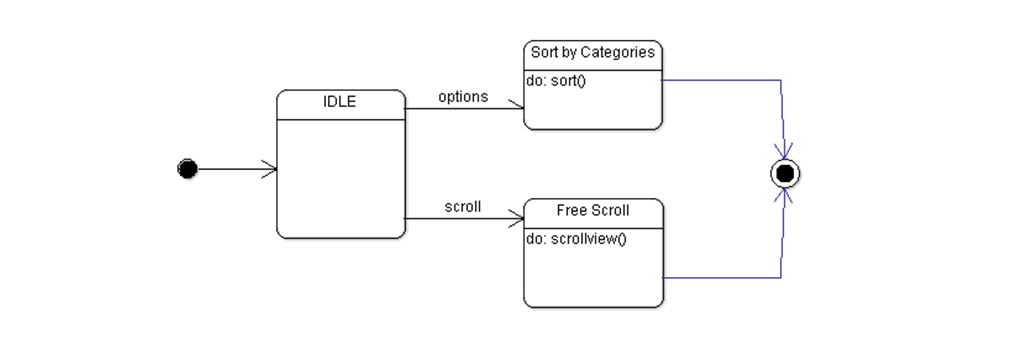 IDLE
options
Sort by Categories
do: sort()
scroll
Free Scroll
do: scrollview()